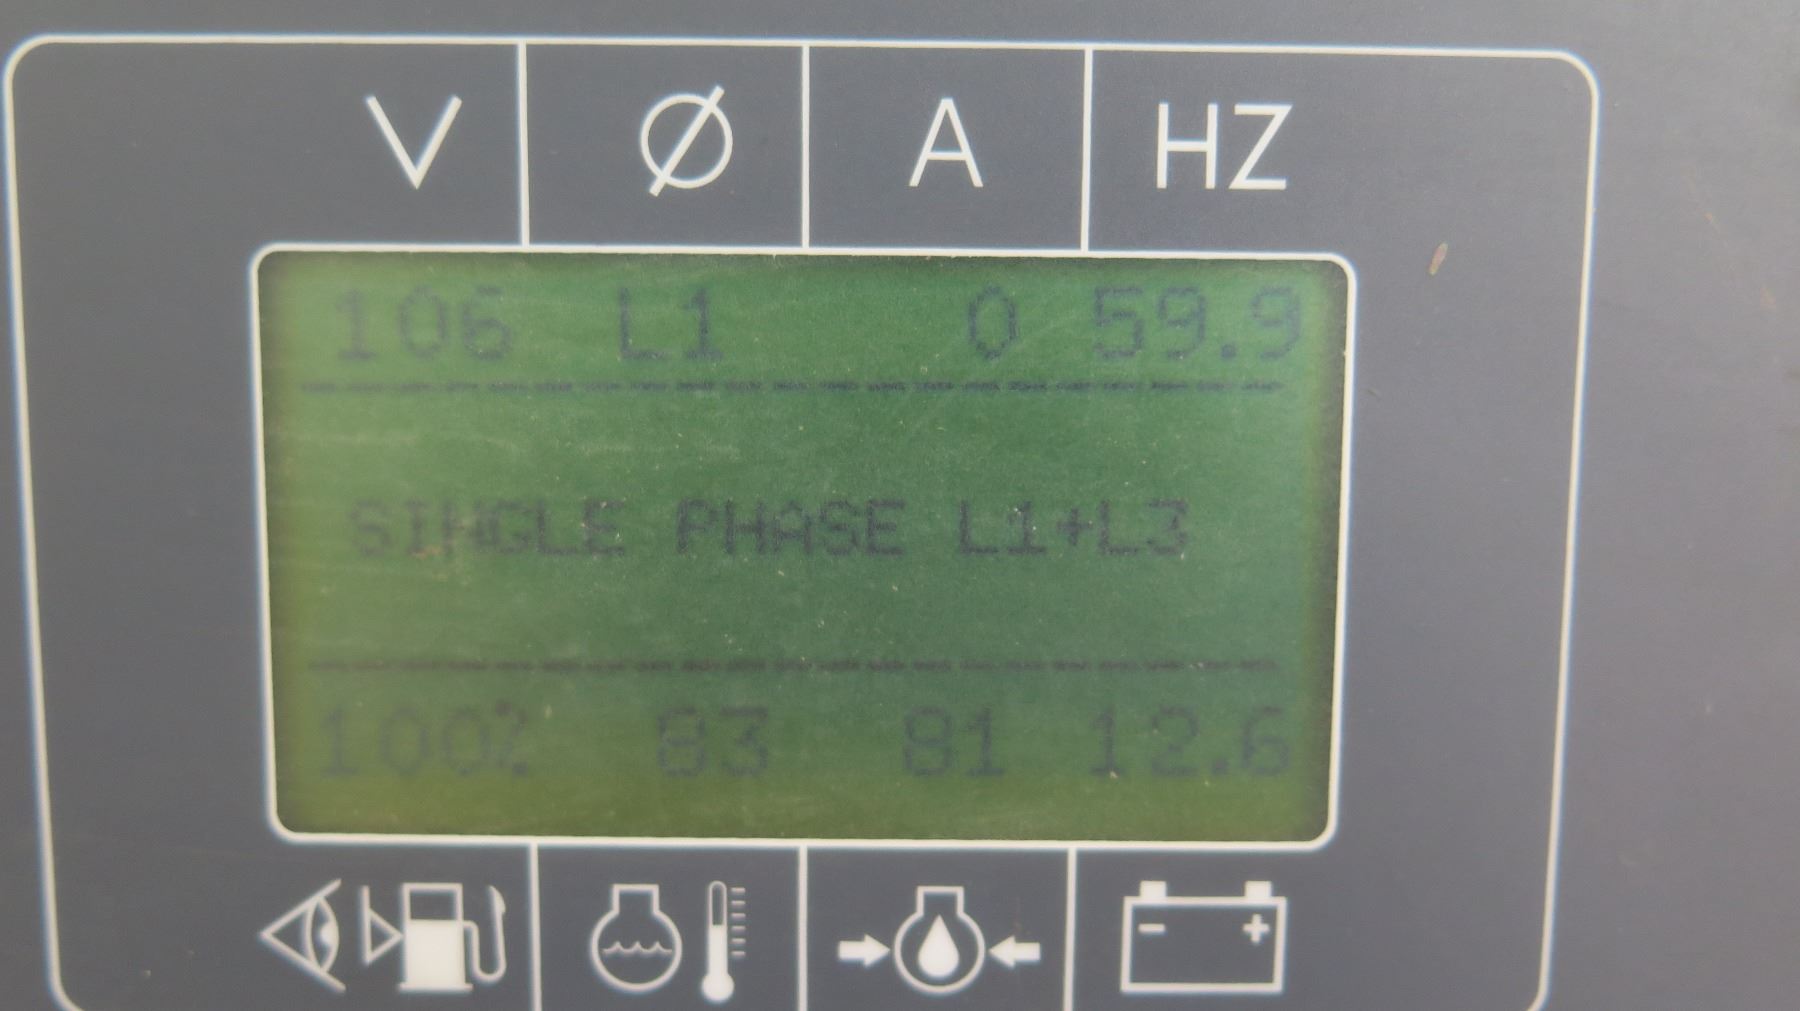 V Ø A HZ
106 L1 0 59.9
SINGLE PHASE L1+L3
100% 83 81 12.6
- +